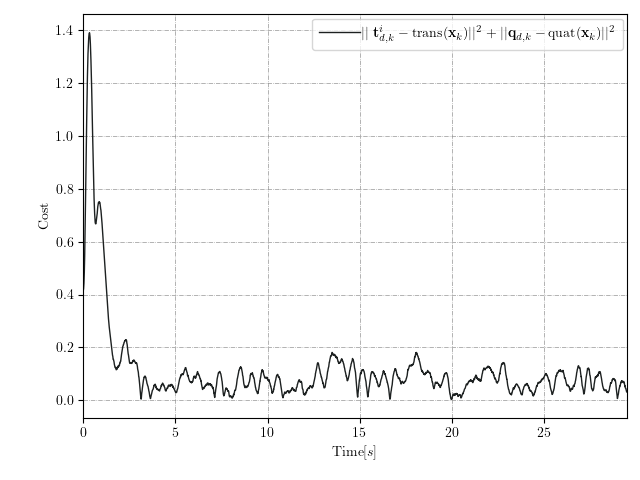 || t^i_{d,k} − trans(x_k)||^2 + ||q_{d,k} − quat(x_k)||^2
1.4
1.2
1.0
0.8
0.6
0.4
0.2
0.0
Cost
0 5 10 15 20 25
Time[s]